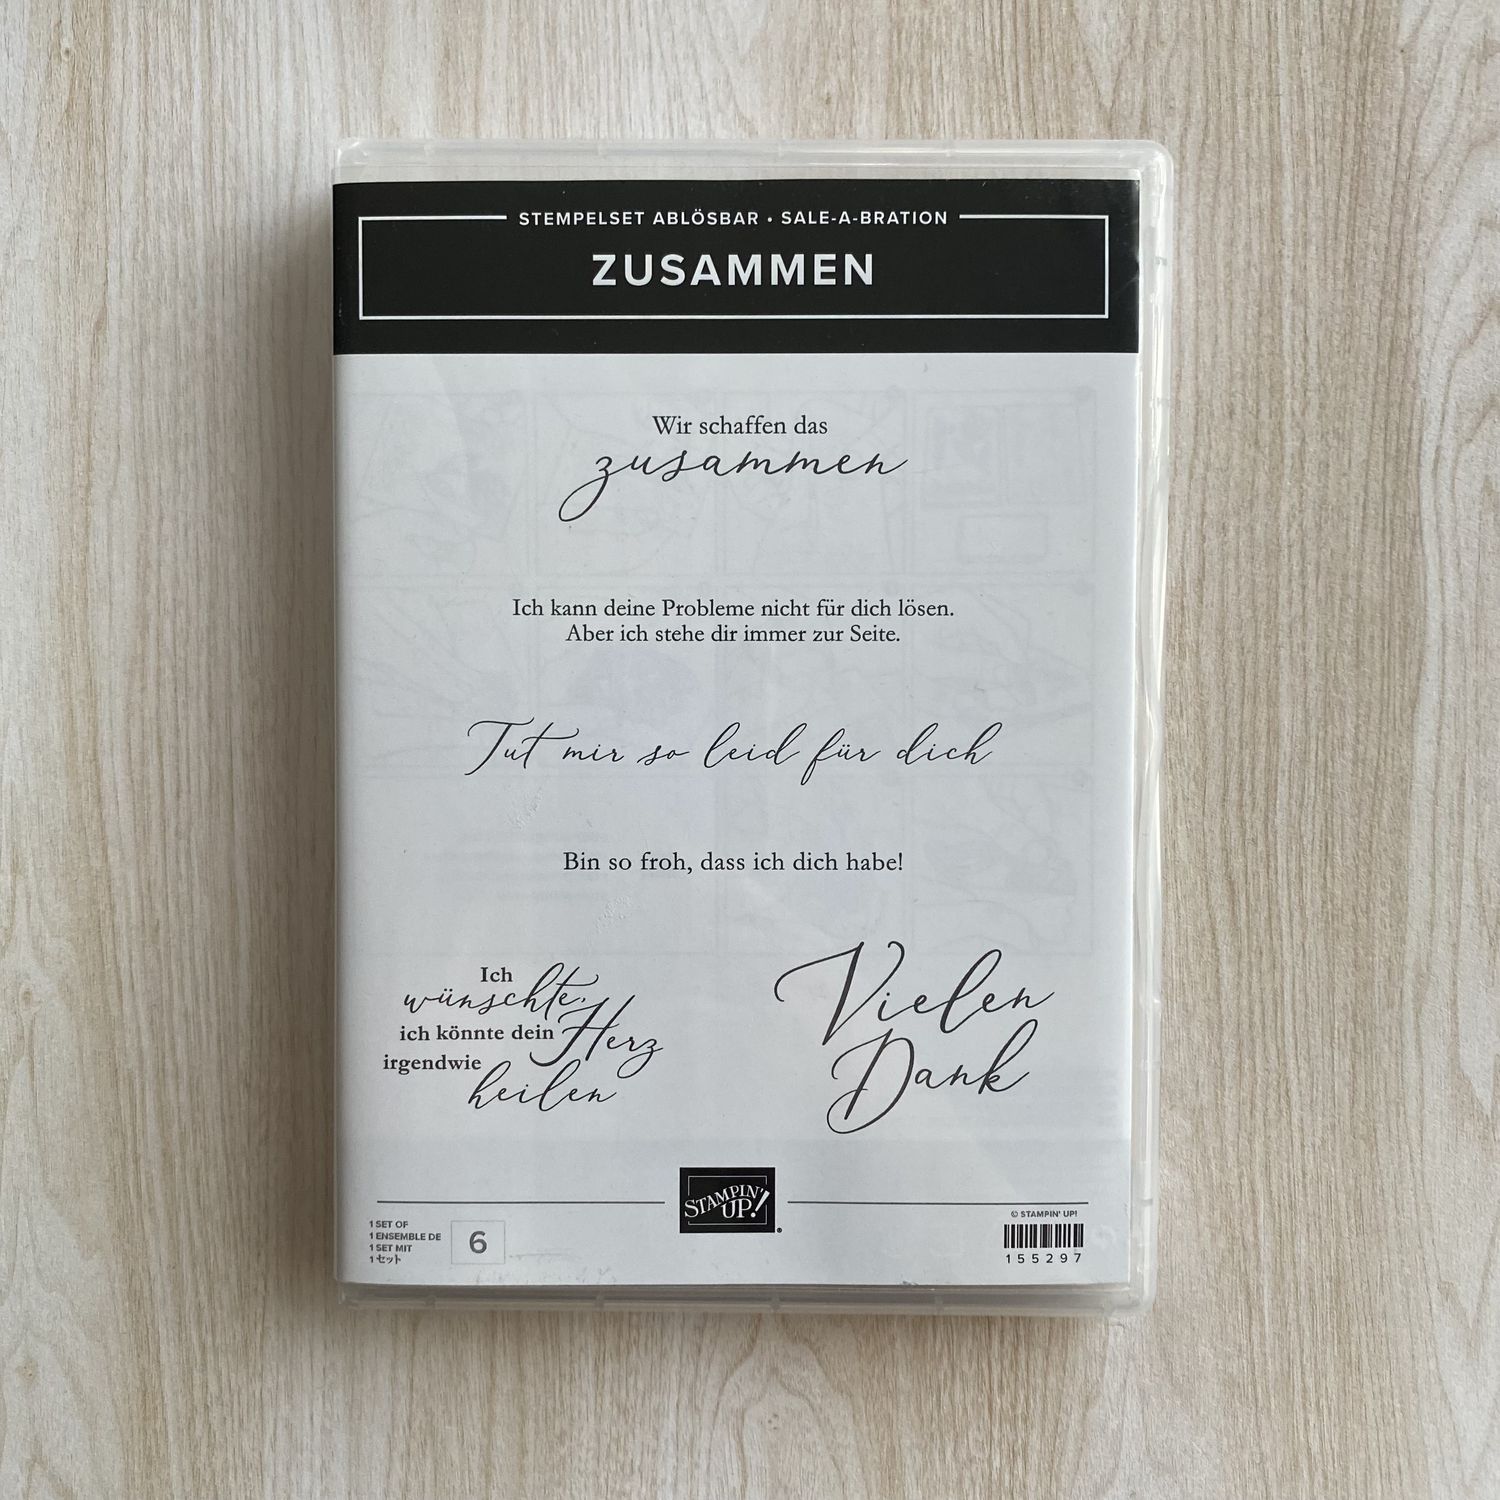 STEMPELSET ABLÖSBAR • SALE-A-BRATION
ZUSAMMEN
Wir schaffen das
zusammen
Ich kann deine Probleme nicht für dich lösen.
Aber ich stehe dir immer zur Seite.
Tut mir so leid für dich
Bin so froh, dass ich dich habe!
Ich
wünschte,
ich könnte dein Herz
irgendwie
heilen
Vielen
Dank
STAMPIN'
UP!®
1 SET OF
1 ENSEMBLE DE
1 SET MIT
1 セット
6
© STAMPIN' UP!
155297